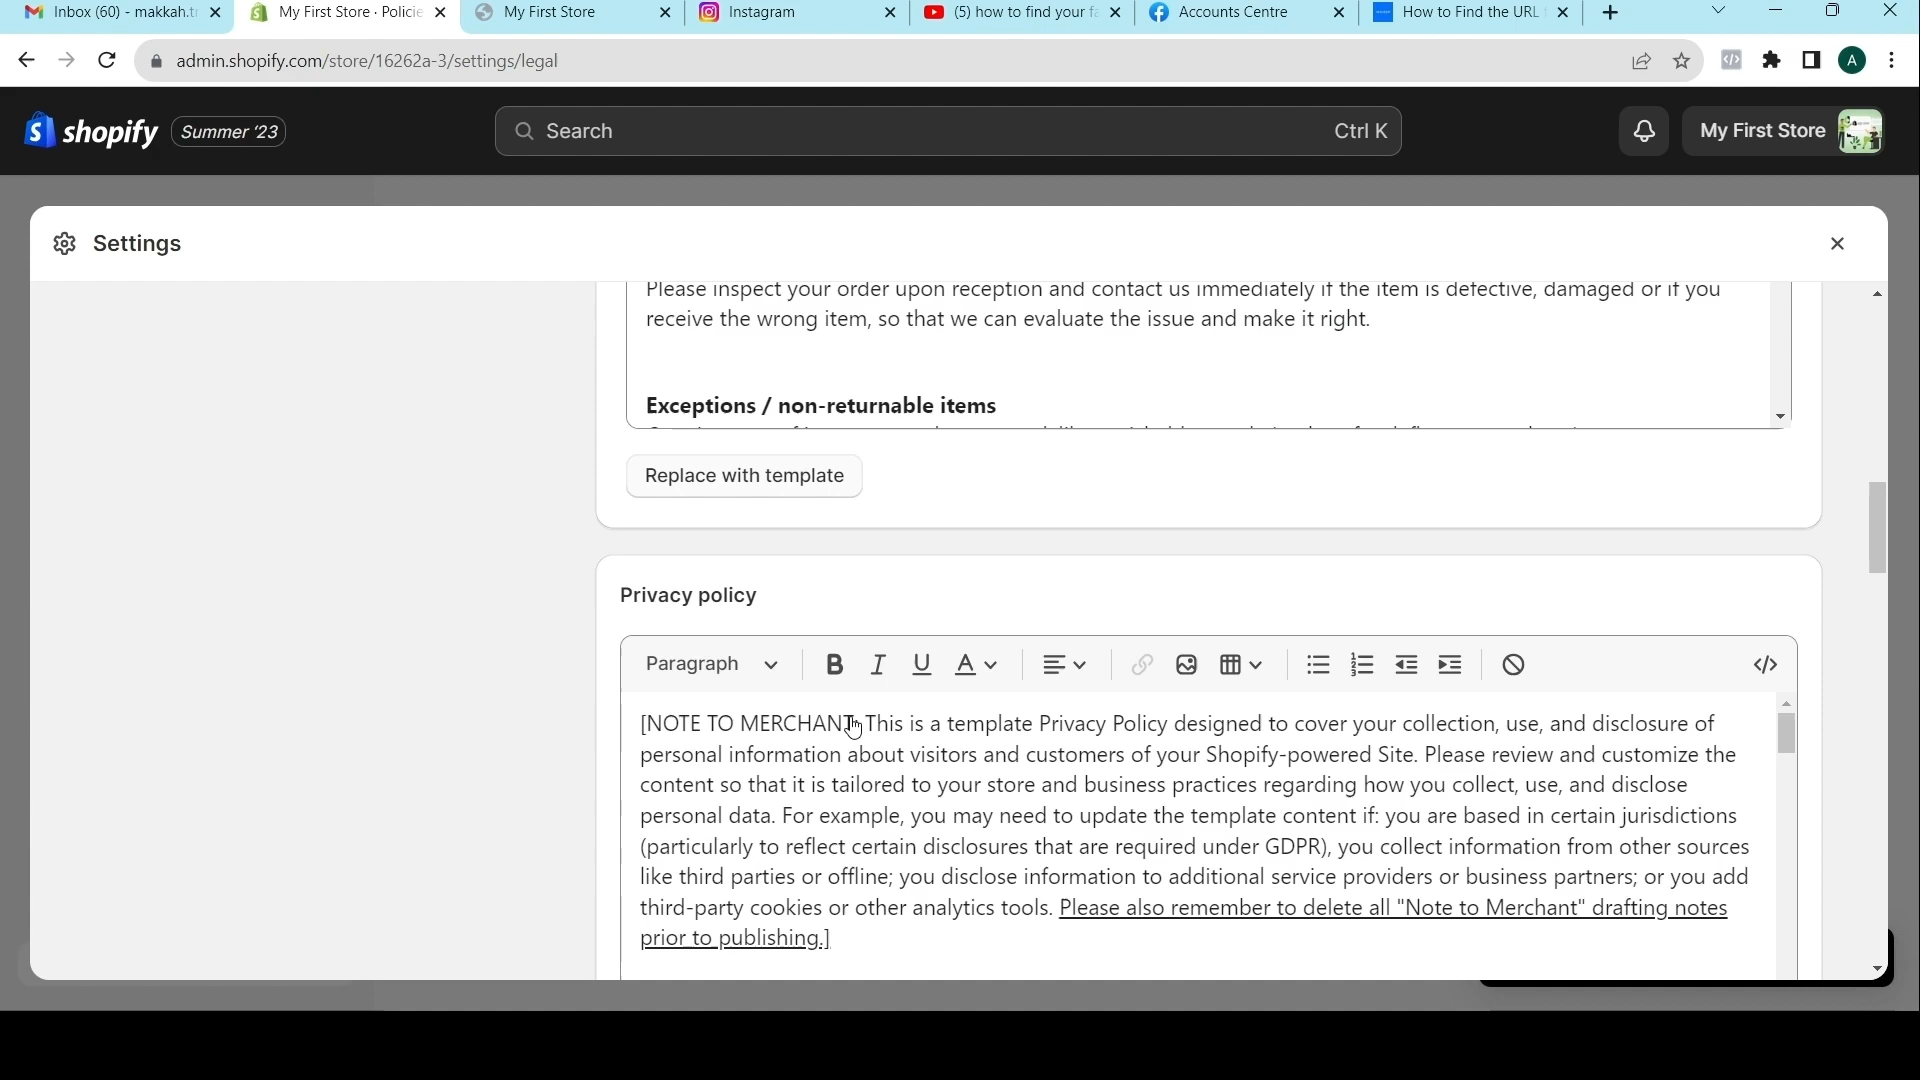 Inbox (60) - makkah.tr
My First Store · Policie
My First Store
Instagram
(5) how to find your fa
Accounts Centre
How to Find the URL
admin.shopify.com/store/16262a-3/settings/legal
A
shopify
Summer '23
Search
Ctrl K
My First Store
Settings
Please inspect your order upon reception and contact us immediately if the item is defective, damaged or if you
receive the wrong item, so that we can evaluate the issue and make it right.
Exceptions / non-returnable items
Replace with template
Privacy policy
Paragraph
B I U A
[NOTE TO MERCHANT: This is a template Privacy Policy designed to cover your collection, use, and disclosure of
personal information about visitors and customers of your Shopify-powered Site. Please review and customize the
content so that it is tailored to your store and business practices regarding how you collect, use, and disclose
personal data. For example, you may need to update the template content if: you are based in certain jurisdictions
(particularly to reflect certain disclosures that are required under GDPR), you collect information from other sources
like third parties or offline; you disclose information to additional service providers or business partners; or you add
third-party cookies or other analytics tools. Please also remember to delete all "Note to Merchant" drafting notes
prior to publishing.]